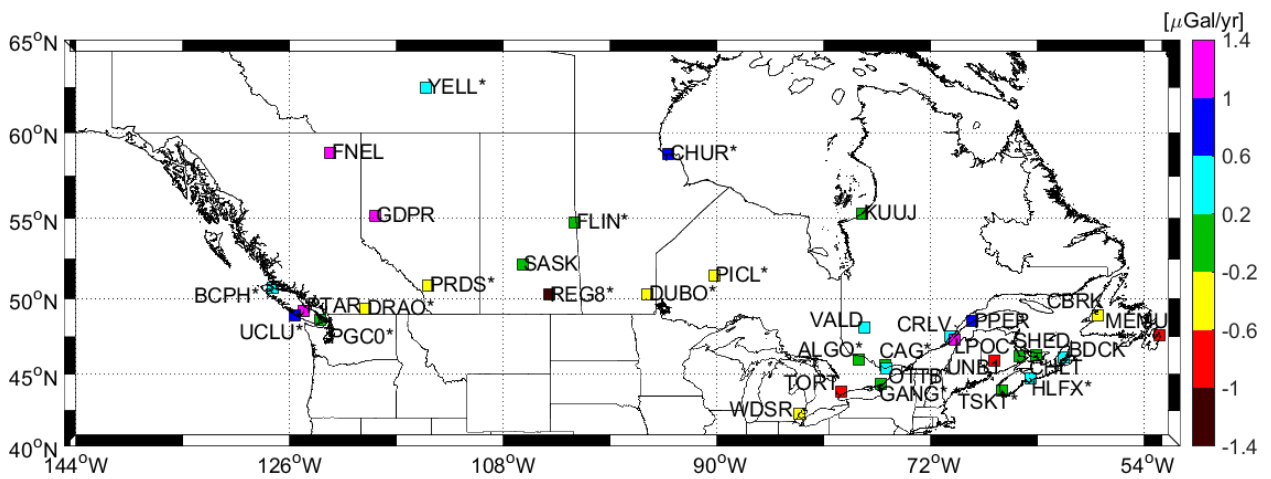 [μGal/yr]
65°N
1.4
YELL*
1
60°N
FNEL
CHUR*
0.6
GDPR
KUUJ
55°N
FLIN*
0.2
SASK
PICL*
-0.2
PRDS*
BCPH*
REG8*
DUBO*
50°N
TAR
DRAO*
CBRK
UCLU*
PGC0*
VALD
CRLV
PPER
MENU
-0.6
ALGO*
CAG*
LPOC*
SHED
BDCK
45°N
TORT
OTTB
UNB1
CHLT
-1
WDSR
GANG*
TSKT*
HLFX*
40°N
-1.4
144°W
126°W
108°W
90°W
72°W
54°W